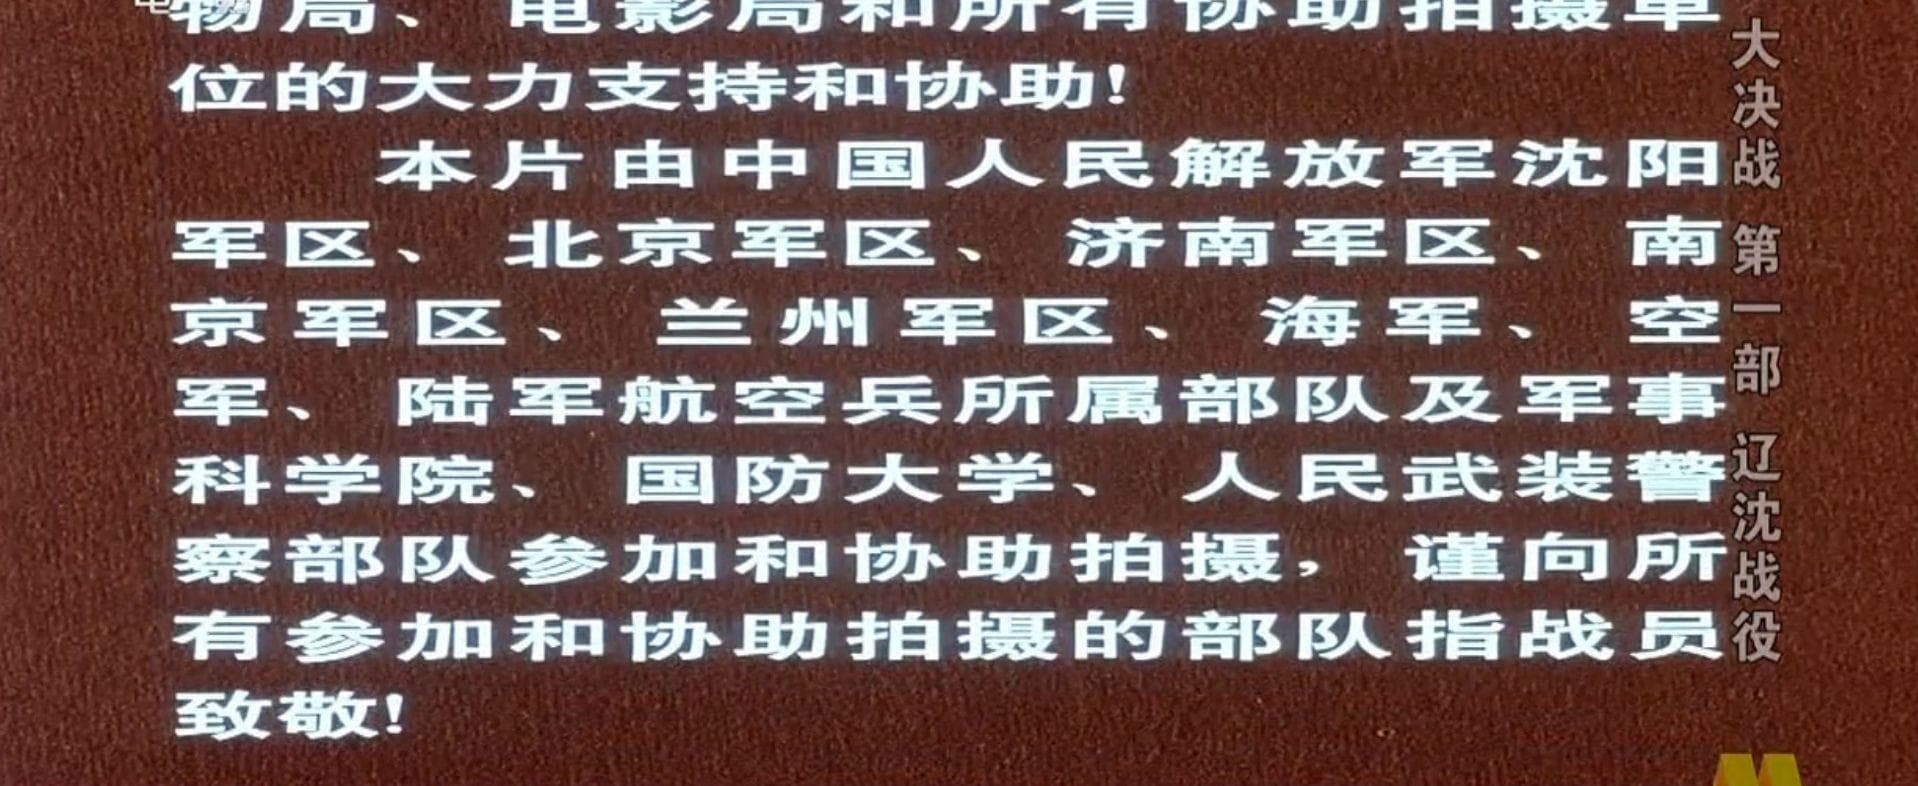 物局、电影局和所有协助拍摄单
位的大力支持和协助!
本片由中国人民解放军沈阳
军区、北京军区、济南军区、南
京军区、兰州军区、海军、空
军、陆军航空兵所属部队及军事
科学院、国防大学、人民武装警
察部队参加和协助拍摄，谨向所
有参加和协助拍摄的部队指战员
致敬!
大决战 第一部 辽沈战役